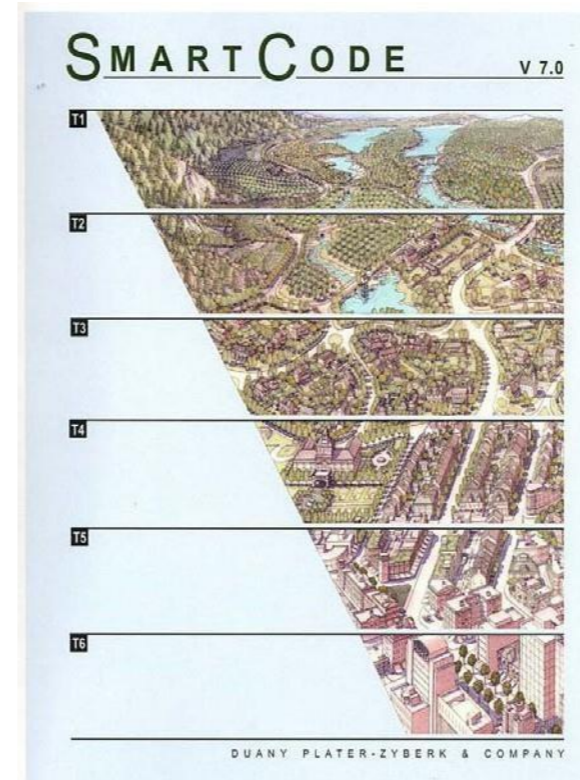 SMARTCODE
V 7.0
T1
T2
T3
T4
T5
T6
DUANY PLATER-ZYBERK & COMPANY